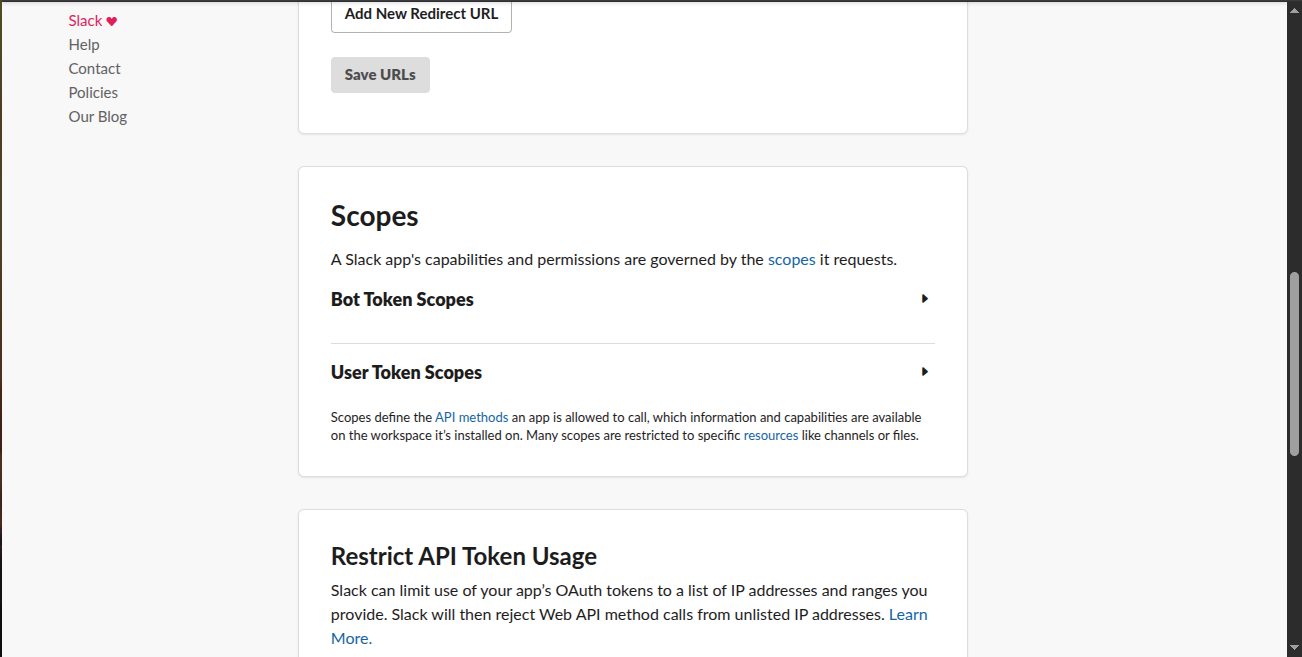 Slack ♥
Help
Contact
Policies
Our Blog
Add New Redirect URL
Save URLs
Scopes
A Slack app's capabilities and permissions are governed by the scopes it requests.
Bot Token Scopes
User Token Scopes
Scopes define the API methods an app is allowed to call, which information and capabilities are available
on the workspace it's installed on. Many scopes are restricted to specific resources like channels or files.
Restrict API Token Usage
Slack can limit use of your app’s OAuth tokens to a list of IP addresses and ranges you
provide. Slack will then reject Web API method calls from unlisted IP addresses. Learn
More.